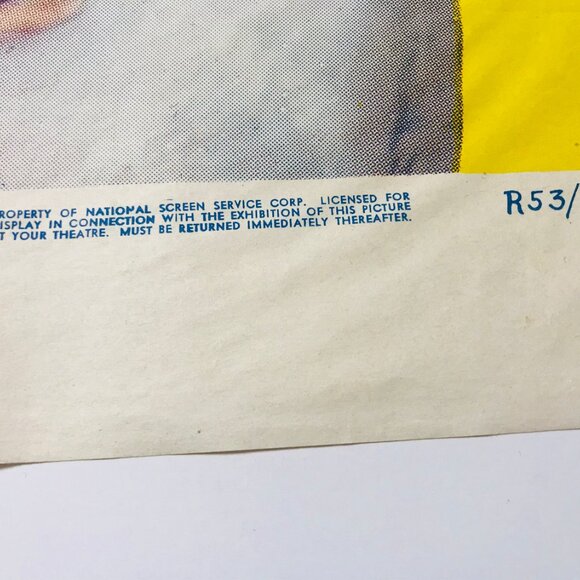 ROPERTY OF NATIONAL SCREEN SERVICE CORP. LICENSED FOR
ISPLAY IN CONNECTION WITH THE EXHIBITION OF THIS PICTURE
T YOUR THEATRE. MUST BE RETURNED IMMEDIATELY THEREAFTER.
R53/